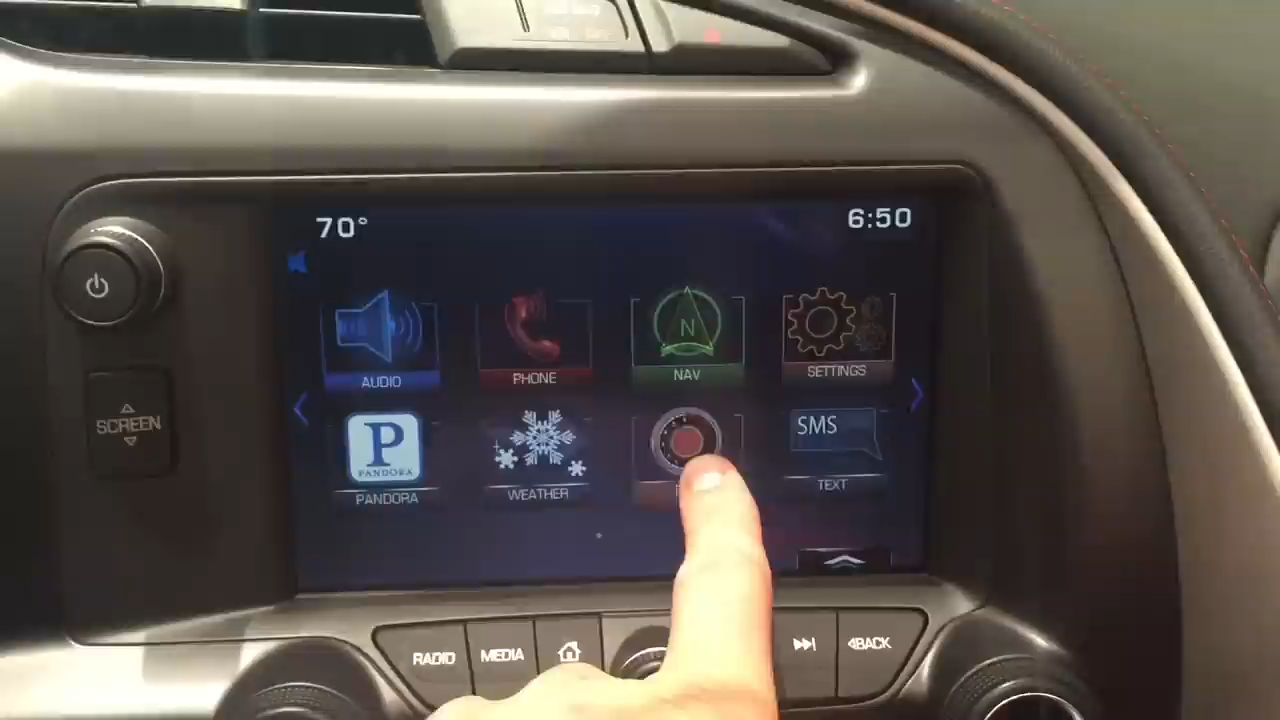 70°
6:50
AUDIO
PHONE
N
NAV
SETTINGS
SCREEN
P
PANDORA
PANDORA
WEATHER
SMS
TEXT
RADIO
MEDIA
BACK